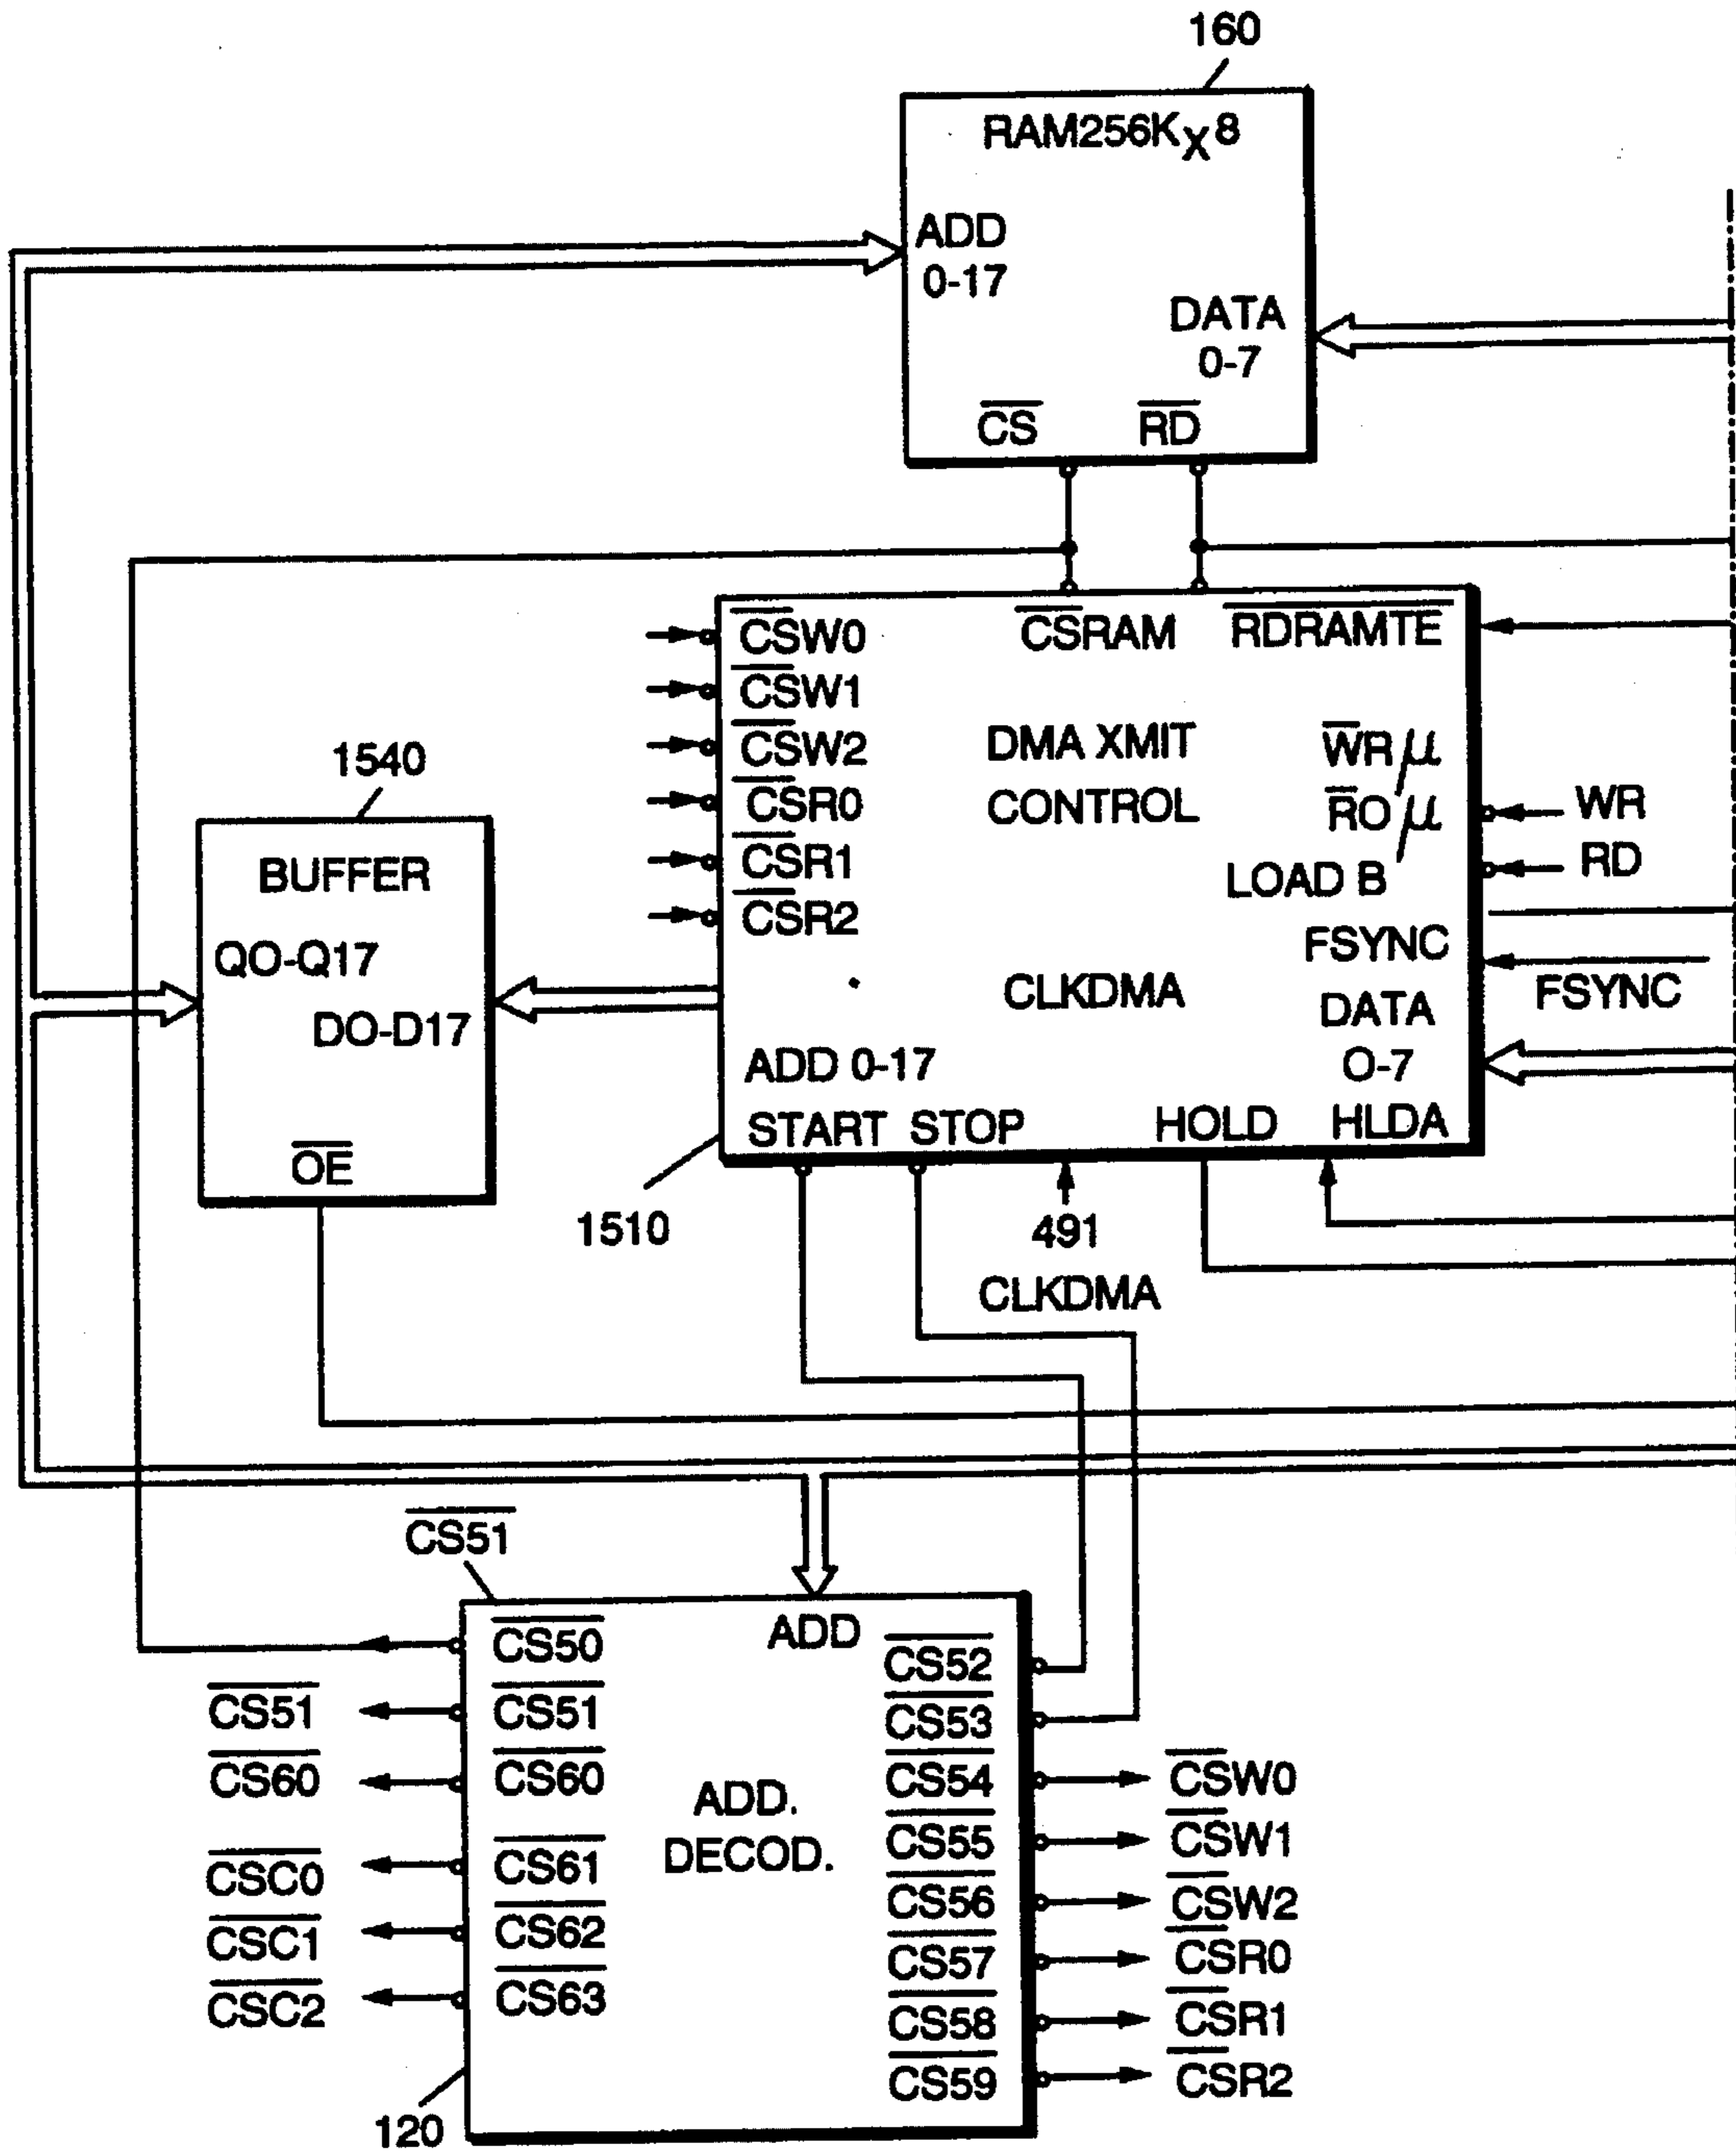 160
RAM256KX8
ADD
0-17
DATA
0-7
CS
RD
CSW0
CSW1
CSW2
CSR0
CSR1
CSR2
CSRAM
RDRAMTE
DMA XMIT
CONTROL
WR/μ
RO/μ
LOAD B
WR
RD
FSYNC
FSYNC
CLKDMA
DATA
O-7
ADD 0-17
START
STOP
HOLD
HLDA
1510
491
CLKDMA
1540
BUFFER
QO-Q17
DO-D17
OE
CS51
ADD
CS50
CS51
CS60
CS61
CS62
CS63
ADD.
DECOD.
CS52
CS53
CS54
CS55
CS56
CS57
CS58
CS59
CS51
CS60
CSC0
CSC1
CSC2
CSW0
CSW1
CSW2
CSR0
CSR1
CSR2
120